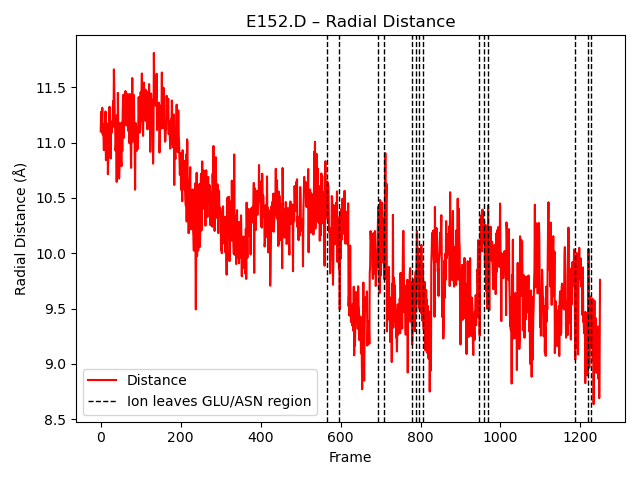 E152.D – Radial Distance
11.5
11.0
10.5
10.0
9.5
9.0
8.5
Radial Distance (Å)
Distance
Ion leaves GLU/ASN region
0 200 400 600 800 1000 1200
Frame